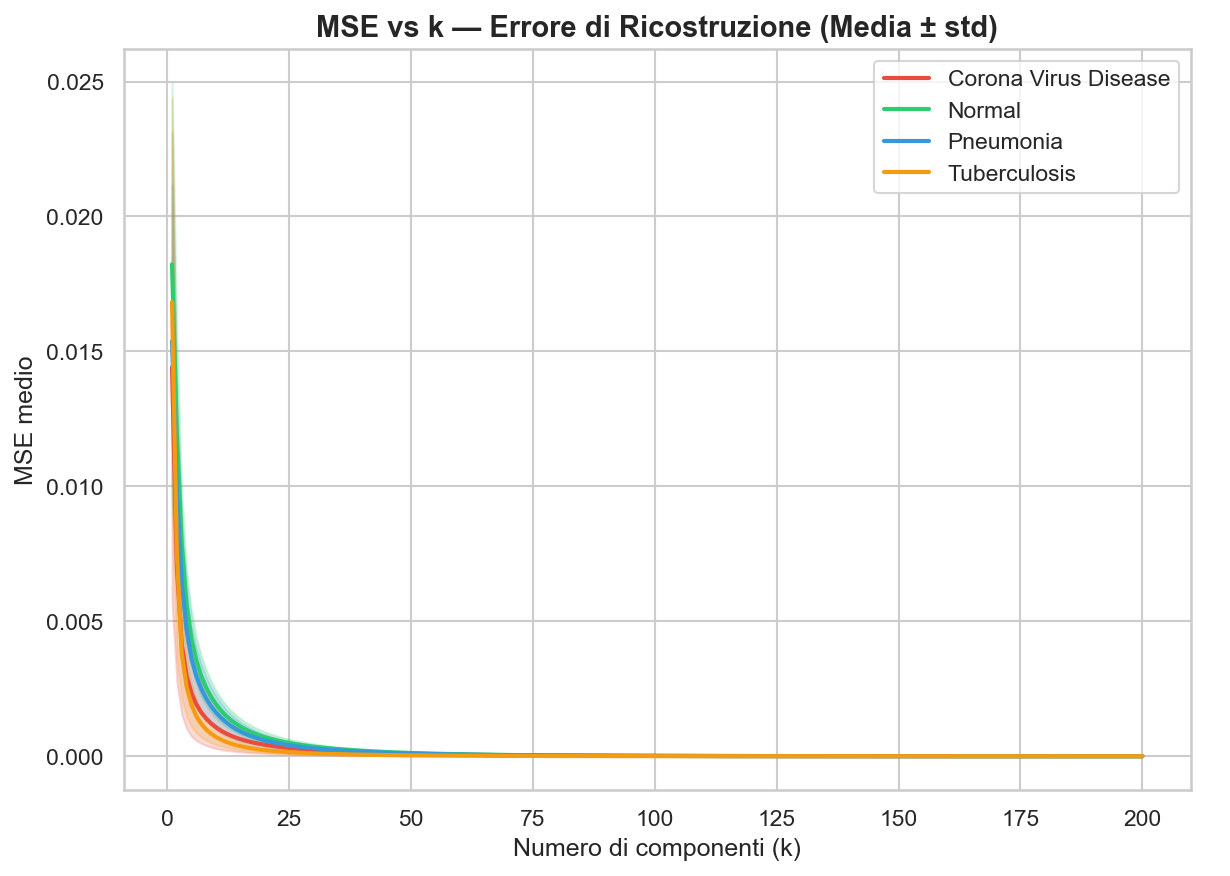 MSE vs k — Errore di Ricostruzione (Media ± std)
Corona Virus Disease
Normal
Pneumonia
Tuberculosis
MSE medio
0.025
0.020
0.015
0.010
0.005
0.000
0 25 50 75 100 125 150 175 200
Numero di componenti (k)